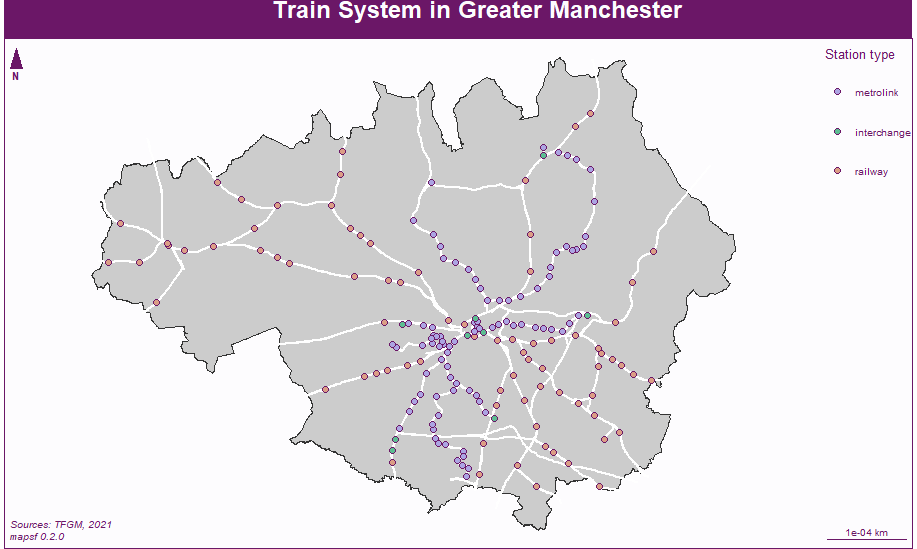 Train System in Greater Manchester
N
Station type
metrolink
interchange
railway
Sources: TFGM, 2021
mapsf 0.2.0
1e-04 km